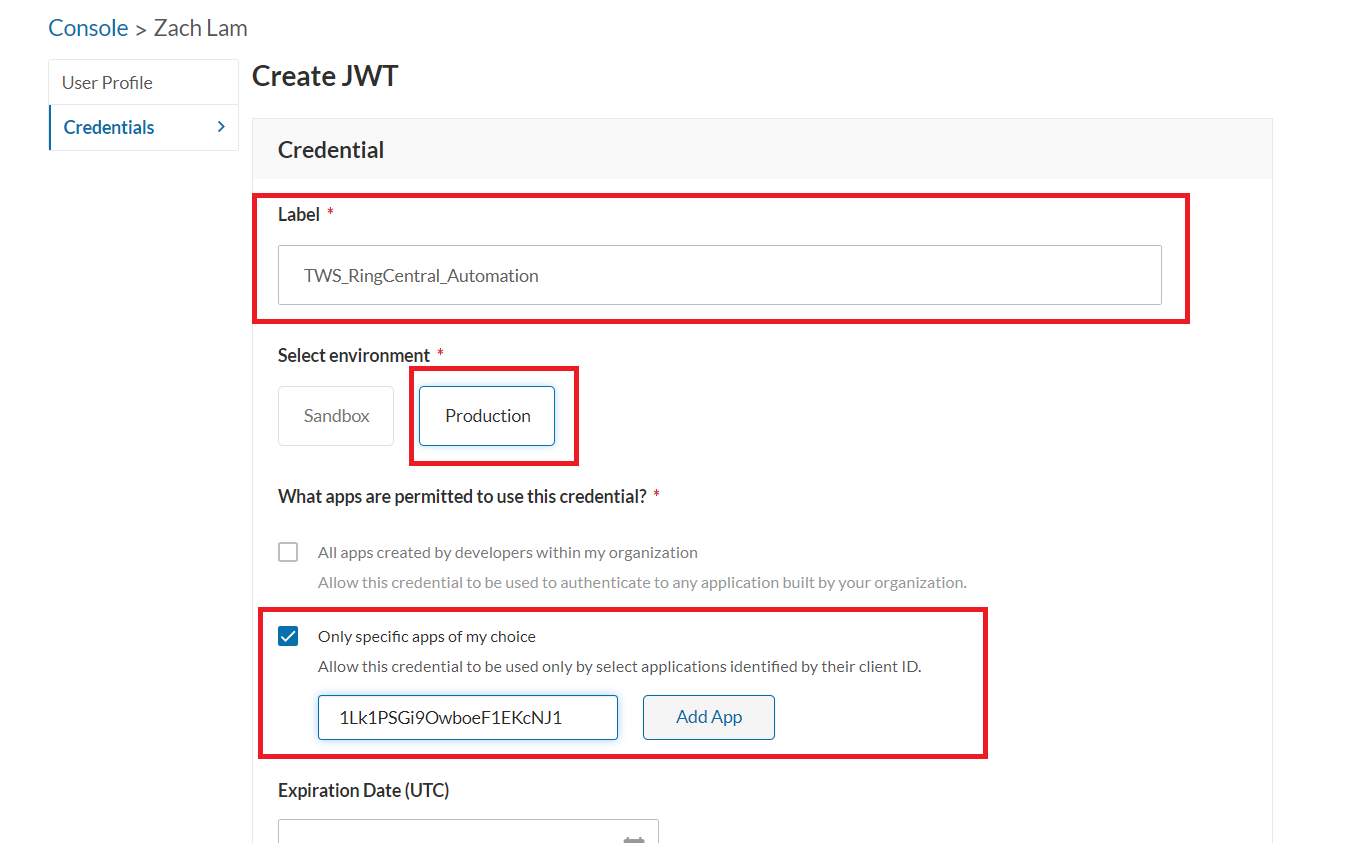 Console > Zach Lam
User Profile
Credentials
Create JWT
Credential
Label *
TWS_RingCentral_Automation
Select environment *
Sandbox
Production
What apps are permitted to use this credential? *
All apps created by developers within my organization
Allow this credential to be used to authenticate to any application built by your organization.
Only specific apps of my choice
Allow this credential to be used only by select applications identified by their client ID.
1Lk1PSGi9OwboeF1EKcNJ1
Add App
Expiration Date (UTC)